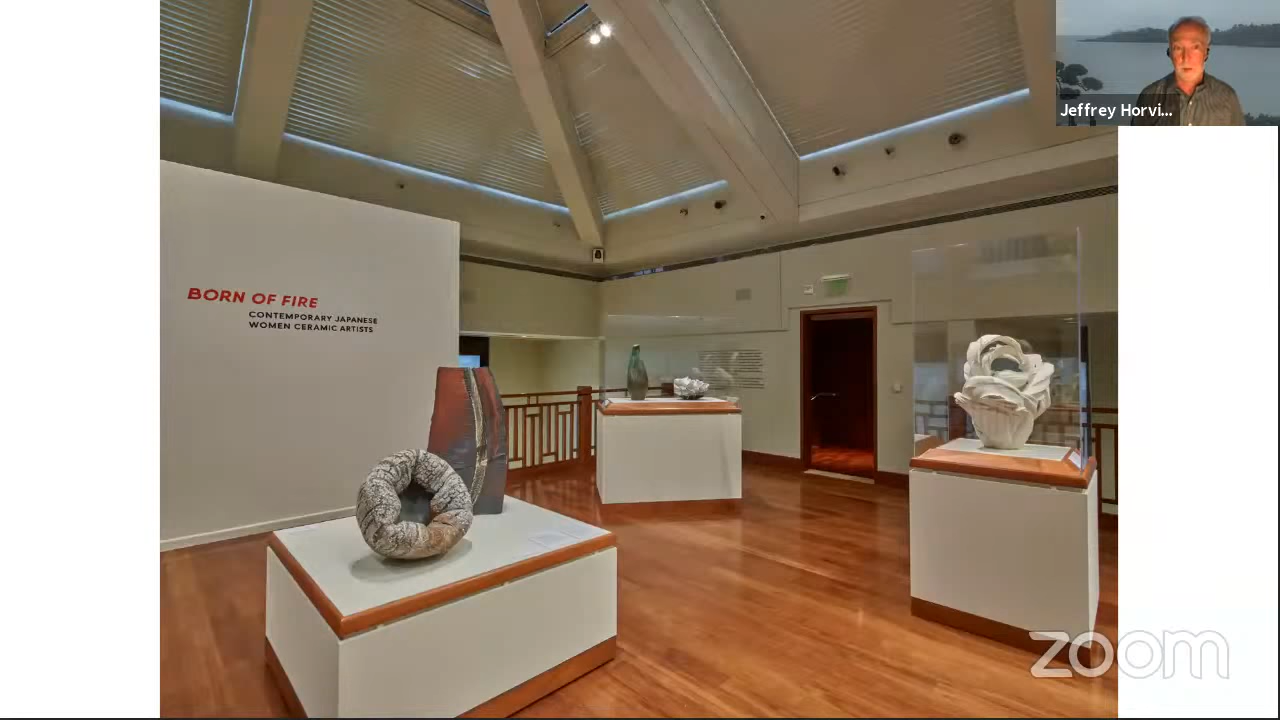 Jeffrey Horvi...
BORN OF FIRE
CONTEMPORARY JAPANESE
WOMEN CERAMIC ARTISTS
zoom